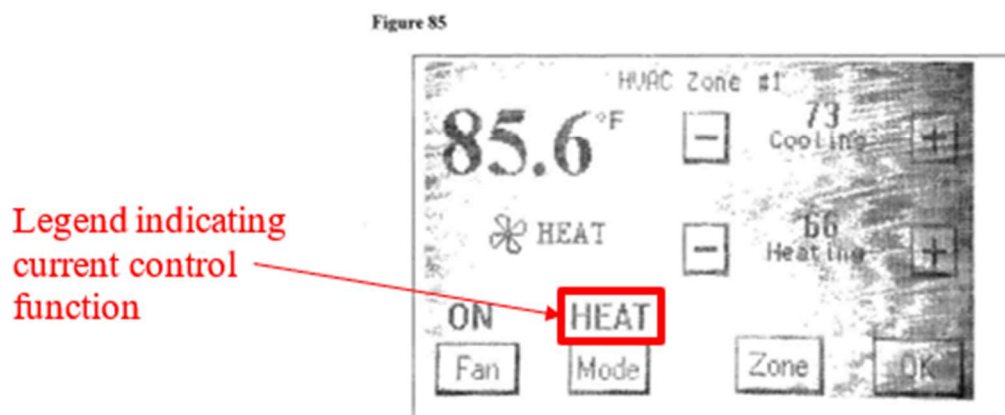 Figure 85
HVAC Zone #1
85.6°F
- 73 +
Cooling
HEAT
- 66 +
Heating
Legend indicating
current control
function
ON HEAT
Fan Mode Zone OK